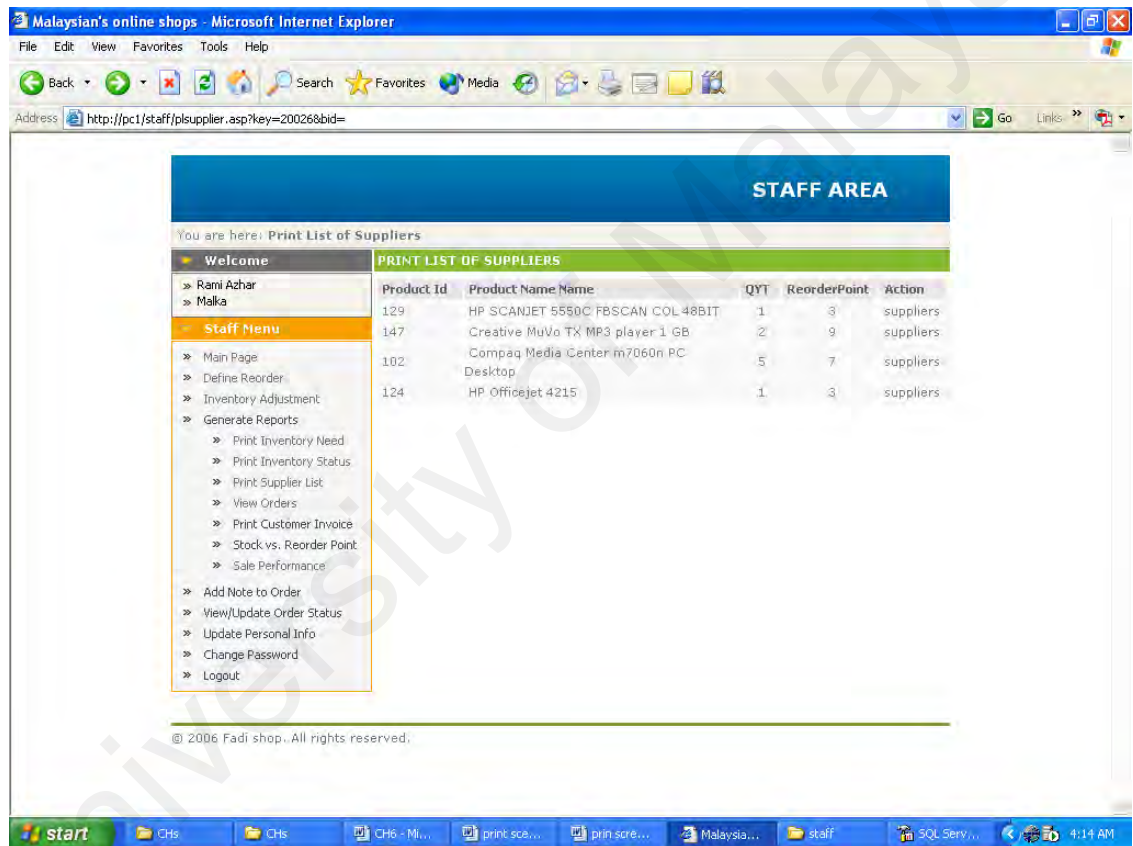 Malaysian's online shops - Microsoft Internet Explorer
File Edit View Favorites Tools Help
Back Search Favorites Media
Address http://pc1/staff/plsupplier.asp?key=20026&bid= Go Links »
STAFF AREA
You are here: Print List of Suppliers
Welcome
» Rami Azhar
» Malka
Staff Menu
» Main Page
» Define Reorder
» Inventory Adjustment
» Generate Reports
» Print Inventory Need
» Print Inventory Status
» Print Supplier List
» View Orders
» Print Customer Invoice
» Stock vs. Reorder Point
» Sale Performance
» Add Note to Order
» View/Update Order Status
» Update Personal Info
» Change Password
» Logout
PRINT LIST OF SUPPLIERS
Product Id Product Name Name QYT ReorderPoint Action
129 HP SCANJET 5550C FBSCAN COL 48BIT 1 3 suppliers
147 Creative MuVo TX MP3 player 1 GB 2 9 suppliers
102 Compaq Media Center m7060n PC Desktop 5 7 suppliers
124 HP Officejet 4215 1 3 suppliers
© 2006 Fadi shop. All rights reserved.
start CHs CHs CH6 - Mi... print sce... prin scre... Malaysia... staff SQL Serv... 4:14 AM
University of Malaya